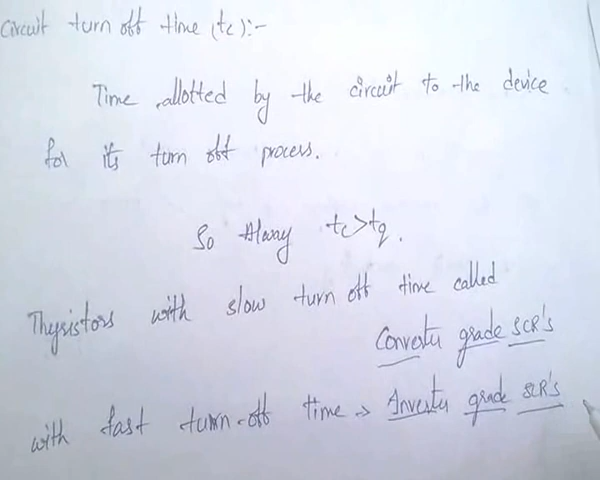 Circuit turn off time (tc):-
Time allotted by the circuit to the device
for its turn off process.
So Alway tc>tq.
Thysistors with slow turn off time called
Converter grade SCR's
with fast turn-off time → Inverter grade SCR's